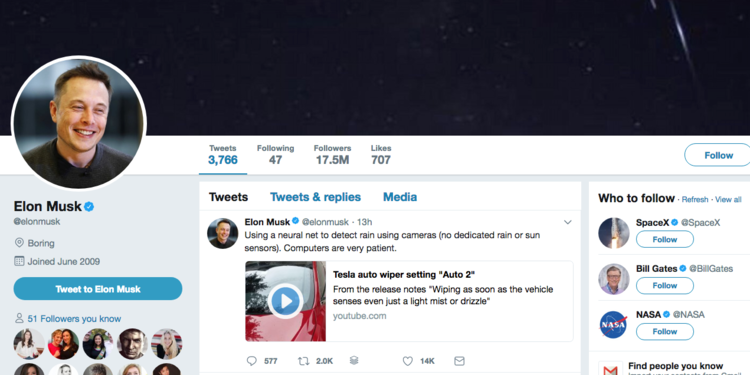 Tweets
3,766
Following
47
Followers
17.5M
Likes
707
Follow
Elon Musk
@elonmusk
Boring
Joined June 2009
Tweet to Elon Musk
51 Followers you know
Tweets
Tweets & replies
Media
Elon Musk @elonmusk · 13h
Using a neural net to detect rain using cameras (no dedicated rain or sun
sensors). Computers are very patient.
Tesla auto wiper setting "Auto 2"
From the release notes "Wiping as soon as the vehicle
senses even just a light mist or drizzle"
youtube.com
577
2.0K
14K
Who to follow · Refresh · View all
SpaceX @SpaceX
Follow
Bill Gates @BillGates
Follow
NASA
NASA @NASA
Follow
Find people you know